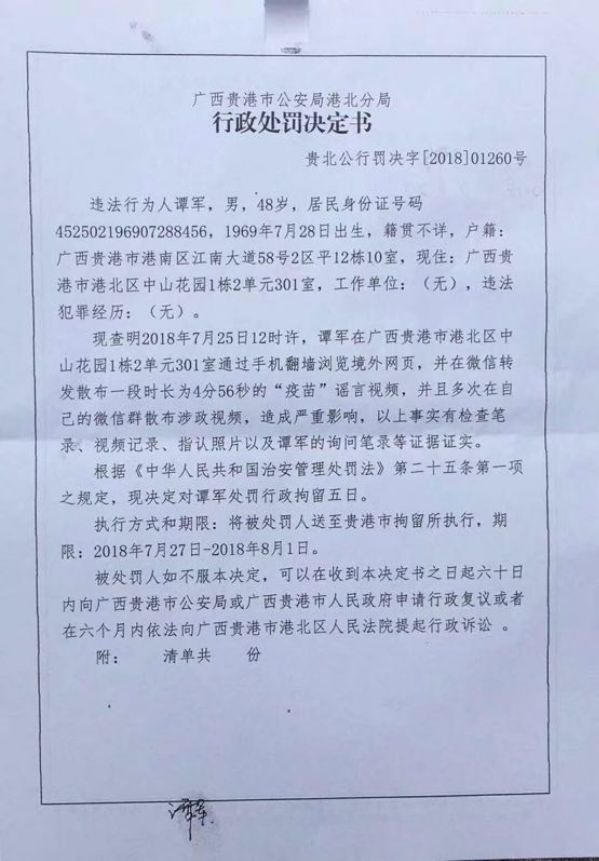 广西贵港市公安局港北分局
行政处罚决定书
贵北公行罚决字[2018]01260号
违法行为人谭军，男，48岁，居民身份证号码
452502196907288456，1969年7月28日出生，籍贯不详，户籍：
广西贵港市港南区江南大道58号2区平12栋10室，现住：广西贵
港市港北区中山花园1栋2单元301室，工作单位：（无），违法
犯罪经历：（无）。
现查明2018年7月25日12时许，谭军在广西贵港市港北区中
山花园1栋2单元301室通过手机翻墙浏览境外网页，并在微信转
发散布一段时长为4分56秒的“疫苗”谣言视频，并且多次在自
己的微信群散布涉政视频，造成严重影响，以上事实有检查笔
录、视频记录、指认照片以及谭军的询问笔录等证据证实。
根据《中华人民共和国治安管理处罚法》第二十五条第一项
之规定，现决定对谭军处罚行政拘留五日。
执行方式和期限：将被处罚人送至贵港市拘留所执行，期
限：2018年7月27日-2018年8月1日。
被处罚人如不服本决定，可以在收到本决定书之日起六十日
内向广西贵港市公安局或广西贵港市人民政府申请行政复议或者
在六个月内依法向广西贵港市港北区人民法院提起行政诉讼 。
附： 清单共 份
谭军